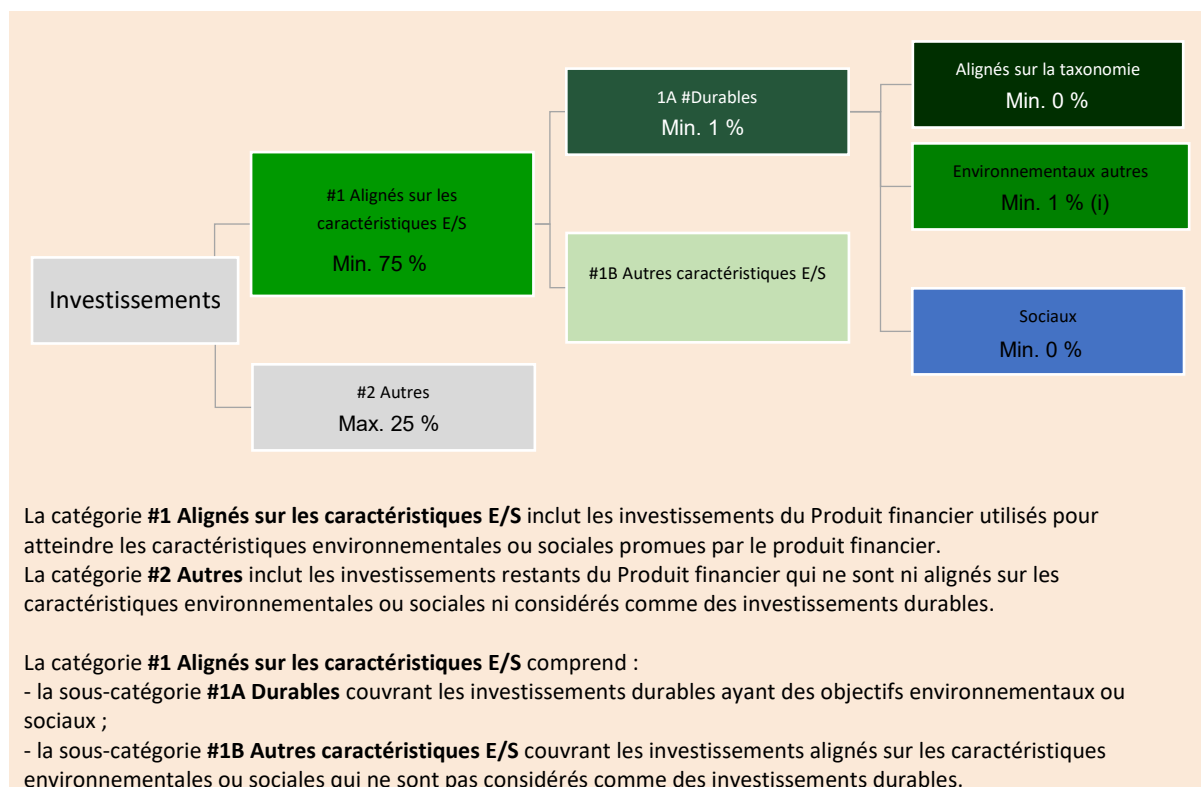 Alignés sur la taxonomie
Min. 0 %
1A #Durables
Min. 1 %
Environnementaux autres
Min. 1 % (i)
#1 Alignés sur les
caractéristiques E/S
Min. 75 %
#1B Autres caractéristiques E/S
Investissements
Sociaux
Min. 0 %
#2 Autres
Max. 25 %
La catégorie #1 Alignés sur les caractéristiques E/S inclut les investissements du Produit financier utilisés pour
atteindre les caractéristiques environnementales ou sociales promues par le produit financier.
La catégorie #2 Autres inclut les investissements restants du Produit financier qui ne sont ni alignés sur les
caractéristiques environnementales ou sociales ni considérés comme des investissements durables.
La catégorie #1 Alignés sur les caractéristiques E/S comprend :
- la sous-catégorie #1A Durables couvrant les investissements durables ayant des objectifs environnementaux ou
sociaux ;
- la sous-catégorie #1B Autres caractéristiques E/S couvrant les investissements alignés sur les caractéristiques
environnementales ou sociales qui ne sont pas considérés comme des investissements durables.